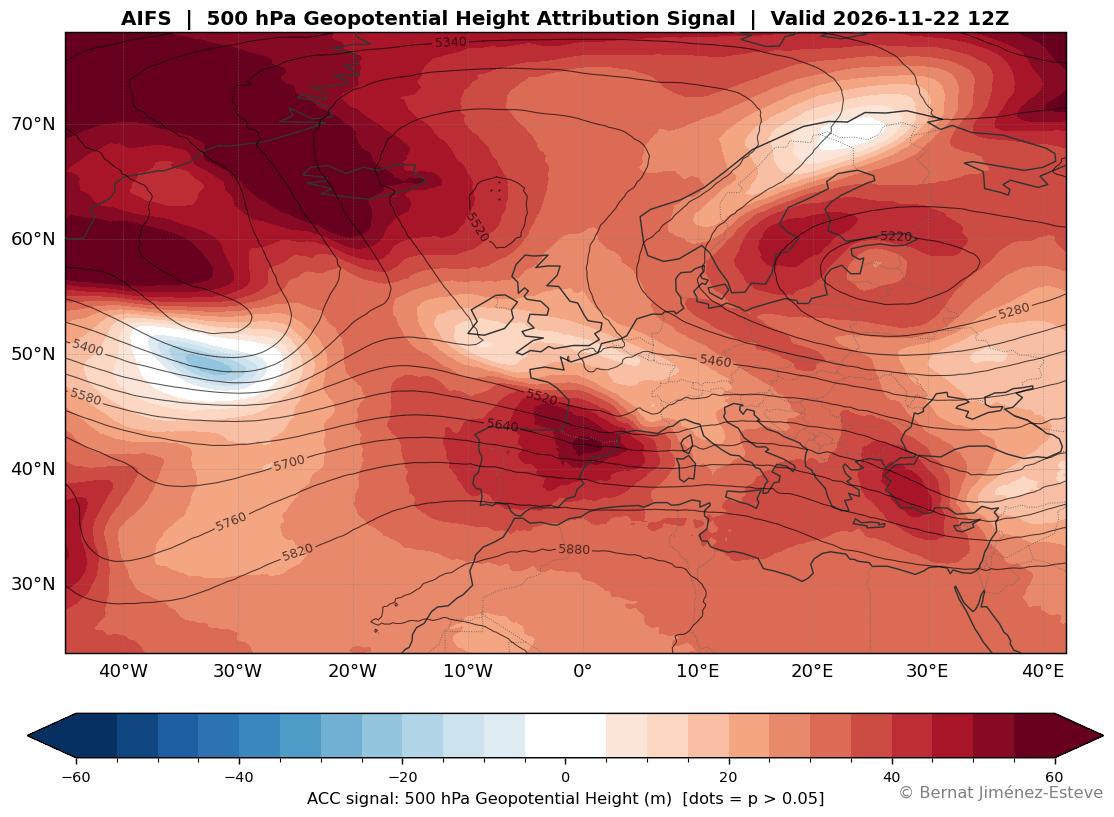 AIFS | 500 hPa Geopotential Height Attribution Signal | Valid 2026-11-22 12Z
5340
70°N
5520
60°N
5220
5280
50°N
5400
5460
5580
5520
5640
40°N
5700
5760
5820
5880
30°N
40°W 30°W 20°W 10°W 0° 10°E 20°E 30°E 40°E
−60 −40 −20 0 20 40 60
ACC signal: 500 hPa Geopotential Height (m) [dots = p > 0.05]
© Bernat Jiménez-Esteve